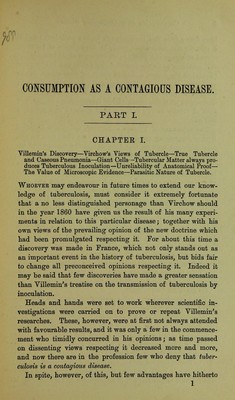 CONSUMPTION AS A CONTAGIOUS DISEASE.
PART I.
CHAPTER I.
Villemin's Discovery—Virchow's Views of Tubercle—True Tubercle
and Caseous Pneumonia—Giant Cells—Tubercular Matter always pro-
duces Tuberculous Inoculation—Unreliability of Anatomical Proof—
The Value of Microscopic Evidence—Parasitic Nature of Tubercle.
WHOEVER may endeavour in future times to extend our know-
ledge of tuberculosis, must consider it extremely fortunate
that a no less distinguished personage than Virchow should
in the year 1860 have given us the result of his many experi-
ments in relation to this particular disease; together with his
own views of the prevailing opinion of the new doctrine which
had been promulgated respecting it. For about this time a
discovery was made in France, which not only stands out as
an important event in the history of tuberculosis, but bids fair
to change all preconceived opinions respecting it. Indeed it
may be said that few discoveries have made a greater sensation
than Villemin's treatise on the transmission of tuberculosis by
inoculation.
Heads and hands were set to work wherever scientific in-
vestigations were carried on to prove or repeat Villemin's
researches. These, however, were at first not always attended
with favourable results, and it was only a few in the commence-
ment who timidly concurred in his opinions; as time passed
on dissenting views respecting it decreased more and more,
and now there are in the profession few who deny that tuber-
culosis is a contagious disease.
In spite, however, of this, but few advantages have hitherto
1